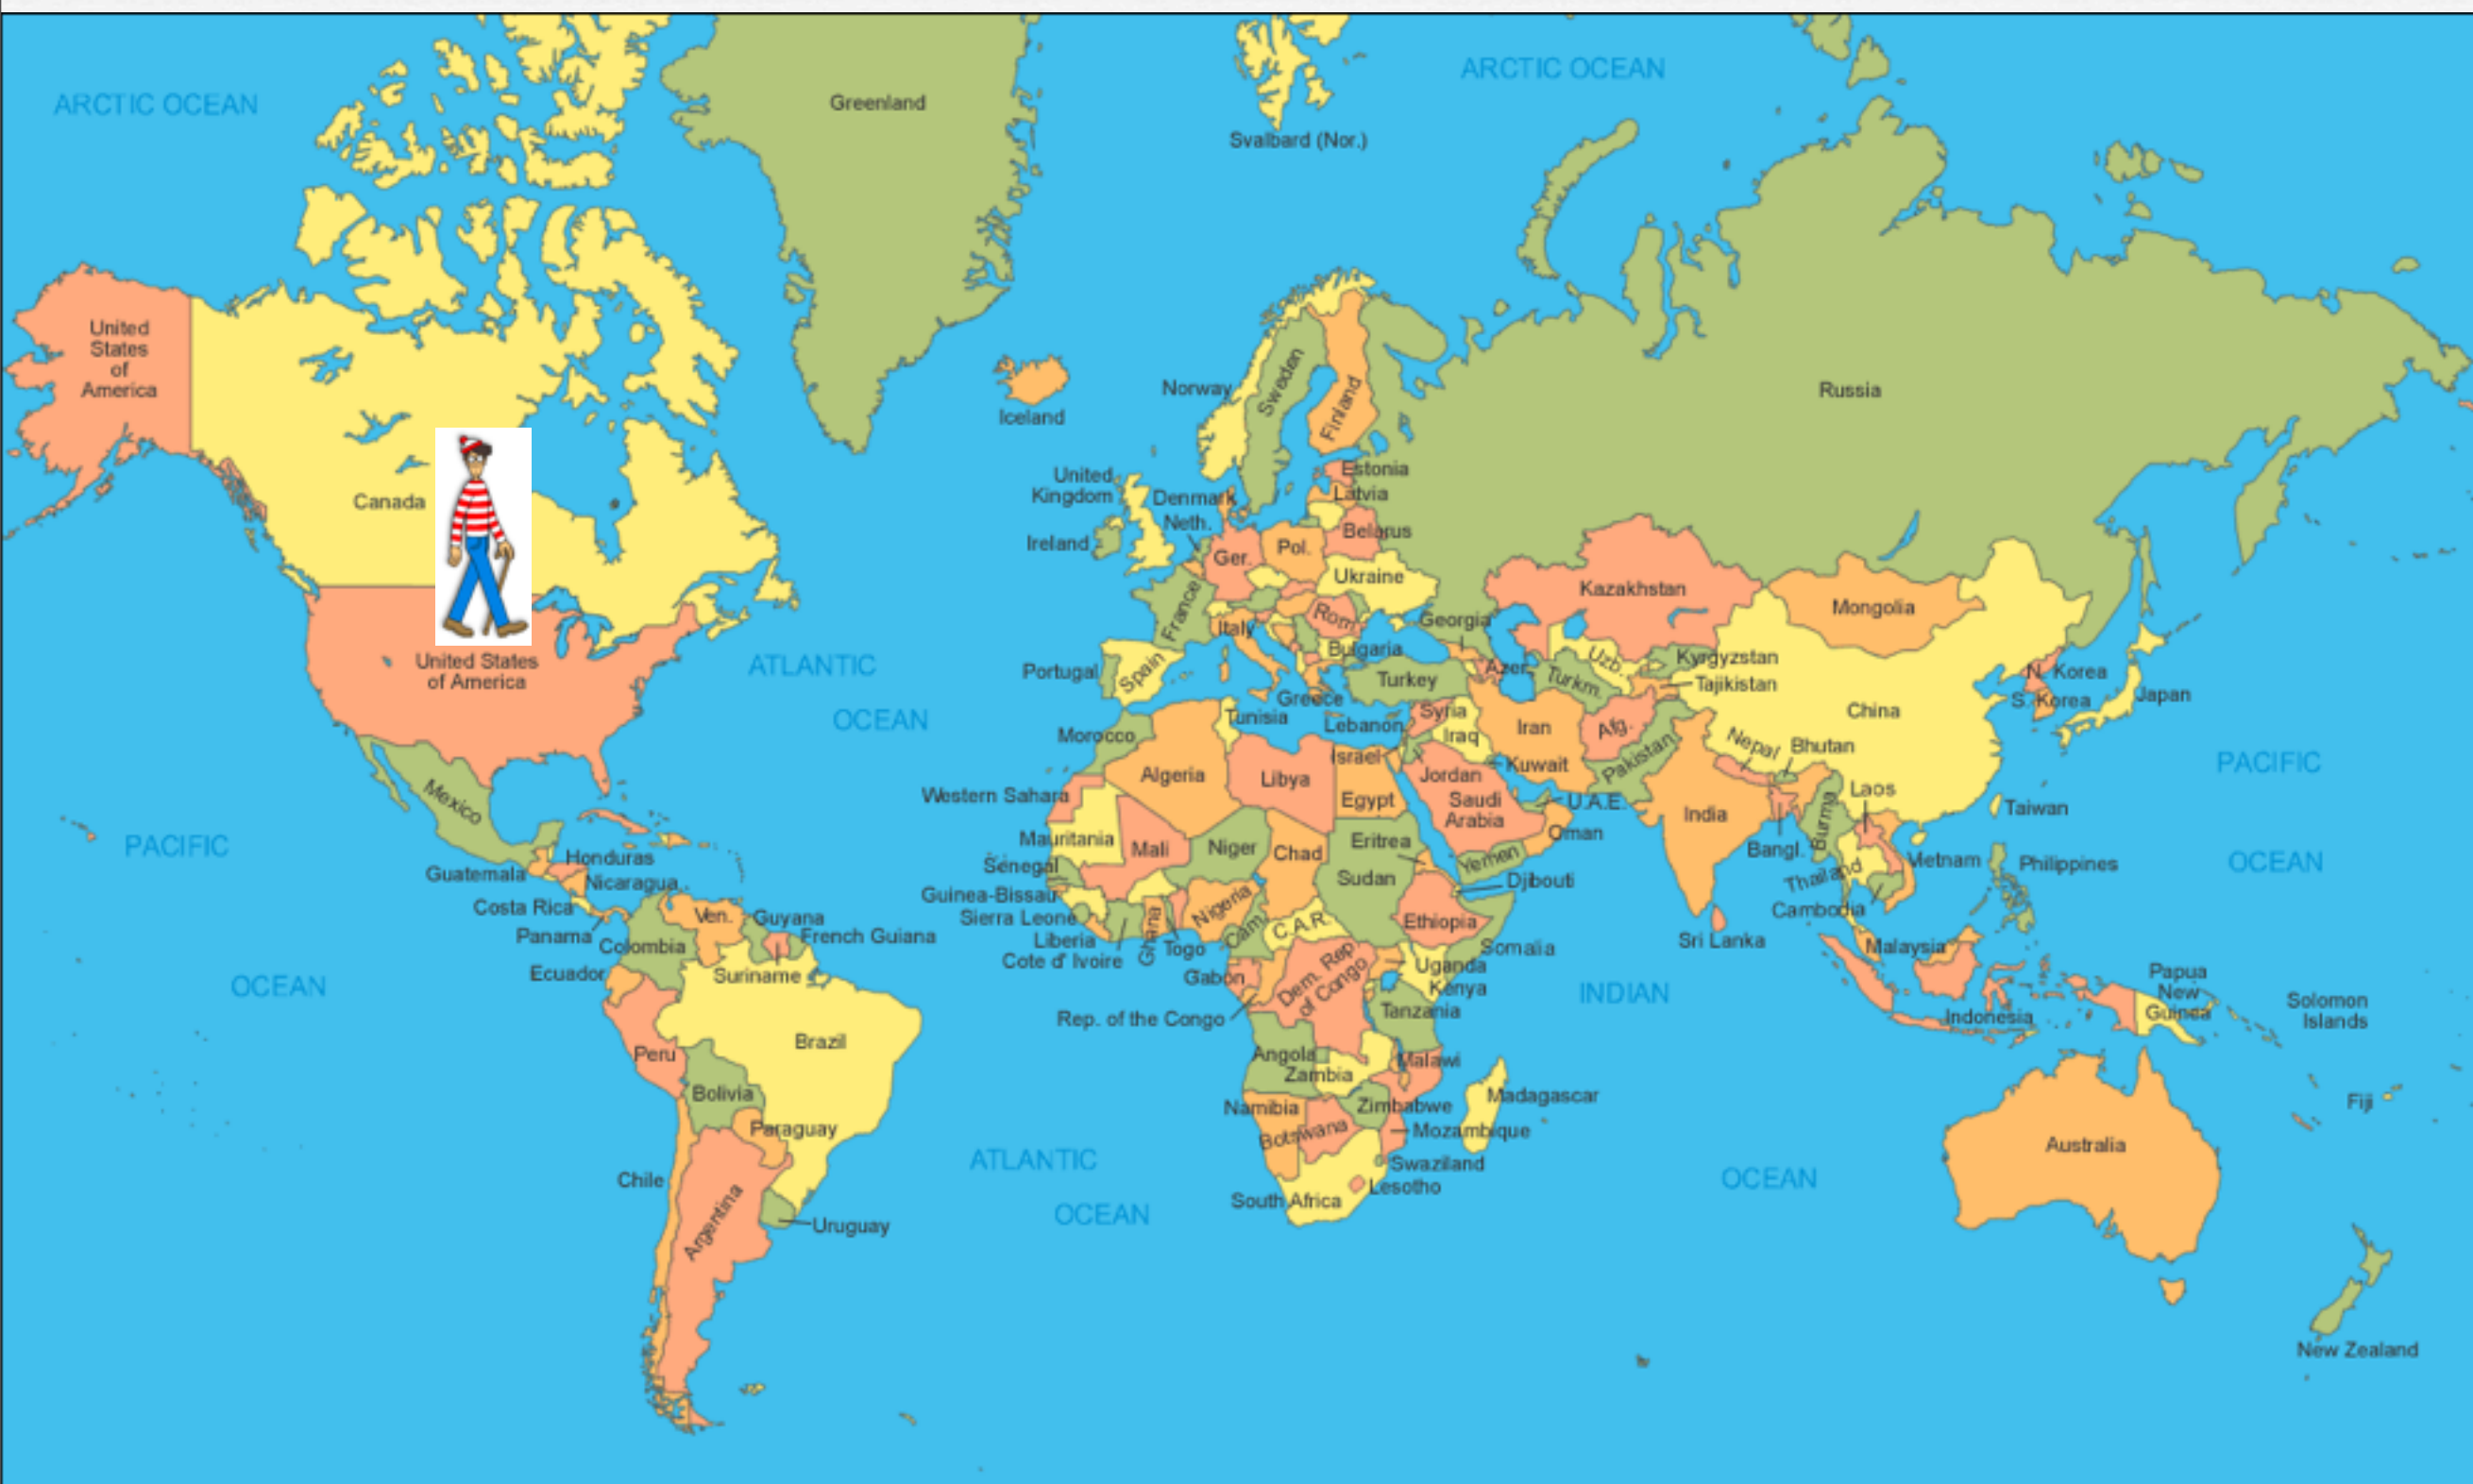 ARCTIC OCEAN
Greenland
Svalbard (Nor.)
ARCTIC OCEAN
United
States
of
America
Canada
United States
of America
Mexico
Iceland
Norway
Sweden
Finland
Russia
Estonia
Latvia
Belarus
United
Kingdom
Denmark
Neth.
Ireland
Ger.
Pol.
Ukraine
France
Italy
Rom.
Bulgaria
Portugal
Spain
Greece
Georgia
Azer.
Turkey
Kazakhstan
Uzb.
Turkm.
Kyrgyzstan
Tajikistan
Mongolia
China
N. Korea
S. Korea
Japan
ATLANTIC
OCEAN
PACIFIC
OCEAN
PACIFIC
OCEAN
Morocco
Tunisia
Lebanon
Syria
Iraq
Iran
Afg.
Pakistan
Nepal
Bhutan
Israel
Jordan
Kuwait
Saudi
Arabia
U.A.E.
Oman
Yemen
Algeria
Libya
Egypt
Western Sahara
Mauritania
Mali
Niger
Chad
Sudan
Eritrea
Djibouti
Senegal
Guinea-Bissau
Sierra Leone
Liberia
Cote d' Ivoire
Ghana
Togo
Nigeria
Cam.
C.A.R.
Ethiopia
Somalia
Uganda
Kenya
Gabon
Rep. of the Congo
Dem. Rep
of Congo
Tanzania
Angola
Zambia
Malawi
Namibia
Botswana
Zimbabwe
Mozambique
Madagascar
Swaziland
Lesotho
South Africa
India
Bangl.
Burma
Laos
Thailand
Vietnam
Cambodia
Sri Lanka
Taiwan
Philippines
Malaysia
Indonesia
Papua
New
Guinea
Solomon
Islands
Fiji
Australia
New Zealand
INDIAN
OCEAN
Guatemala
Honduras
Nicaragua
Costa Rica
Panama
Ven.
Guyana
French Guiana
Suriname
Colombia
Ecuador
Peru
Brazil
Bolivia
Paraguay
Chile
Argentina
Uruguay
ATLANTIC
OCEAN